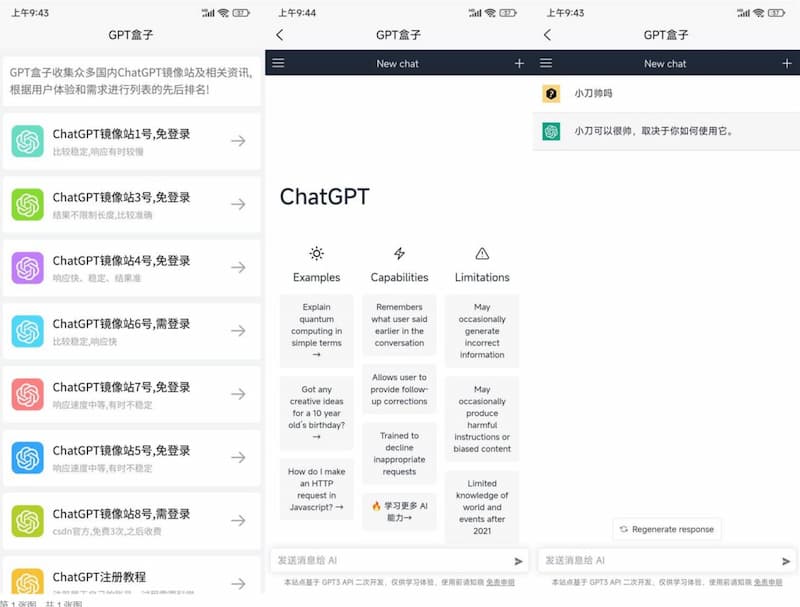 上午9:43
GPT盒子
GPT盒子收集众多国内ChatGPT镜像站及相关资讯,
根据用户体验和需求进行列表的先后排名!
ChatGPT镜像站1号,免登录
比较稳定,响应有时较慢
ChatGPT镜像站3号,免登录
结果不限制长度,比较准确
ChatGPT镜像站4号,免登录
响应快、稳定、结果准
ChatGPT镜像站6号,需登录
比较稳定,响应快
ChatGPT镜像站7号,免登录
响应速度中等,有时不稳定
ChatGPT镜像站5号,免登录
响应速度中等,有时不稳定
ChatGPT镜像站8号,需登录
csdn官方,免费3次,之后收费
ChatGPT注册教程
第1张图，共1张图
上午9:44
GPT盒子
New chat
ChatGPT
Examples
Explain
quantum
computing in
simple terms
→
Got any
creative ideas
for a 10 year
old's birthday?
→
How do I make
an HTTP
request in
Javascript? →
Capabilities
Remembers
what user said
earlier in the
conversation
Allows user to
provide follow-
up corrections
Trained to
decline
inappropriate
requests
🔥 学习更多 AI
能力→
Limitations
May
occasionally
generate
incorrect
information
May
occasionally
produce
harmful
instructions or
biased content
Limited
knowledge of
world and
events after
2021
发送消息给 AI
本站点基于 GPT3 API 二次开发，仅供学习体验，使用前请知晓 免责申明
上午9:43
GPT盒子
New chat
小刀帅吗
小刀可以很帅，取决于你如何使用它。
Regenerate response
发送消息给 AI
本站点基于 GPT3 API 二次开发，仅供学习体验，使用前请知晓 免责申明